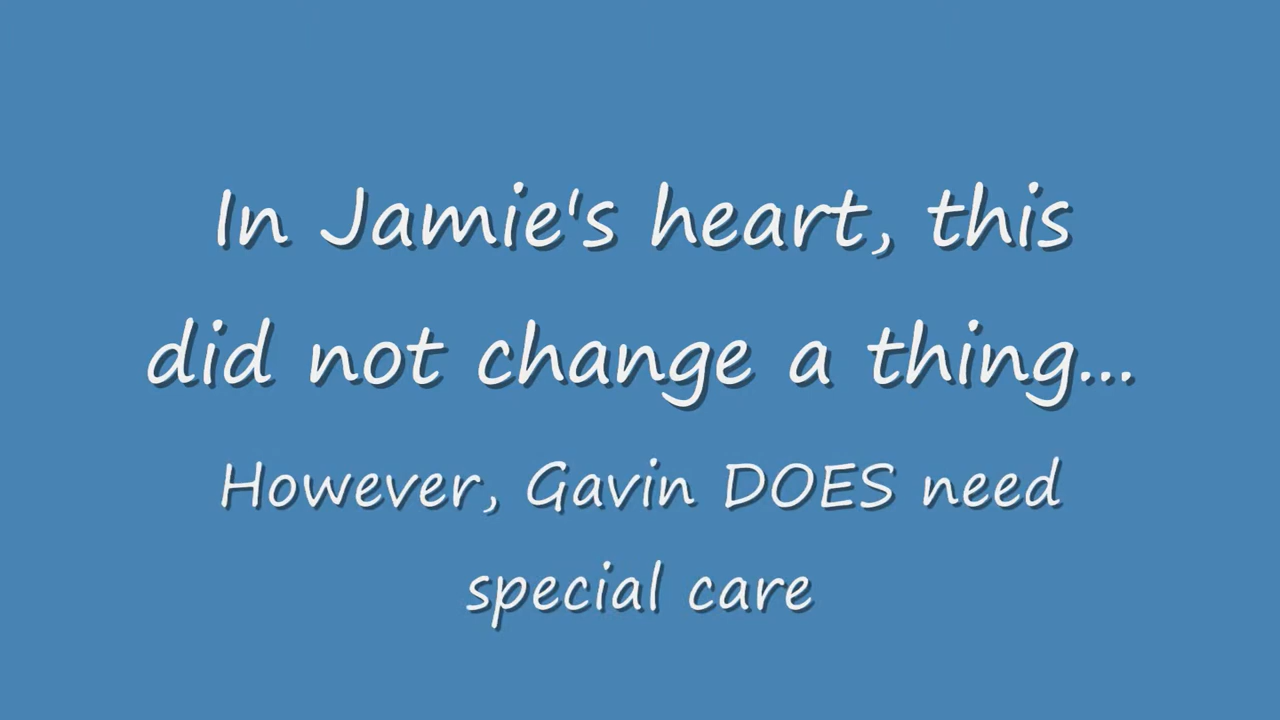 In Jamie's heart, this
did not change a thing...
However, Gavin DOES need
special care